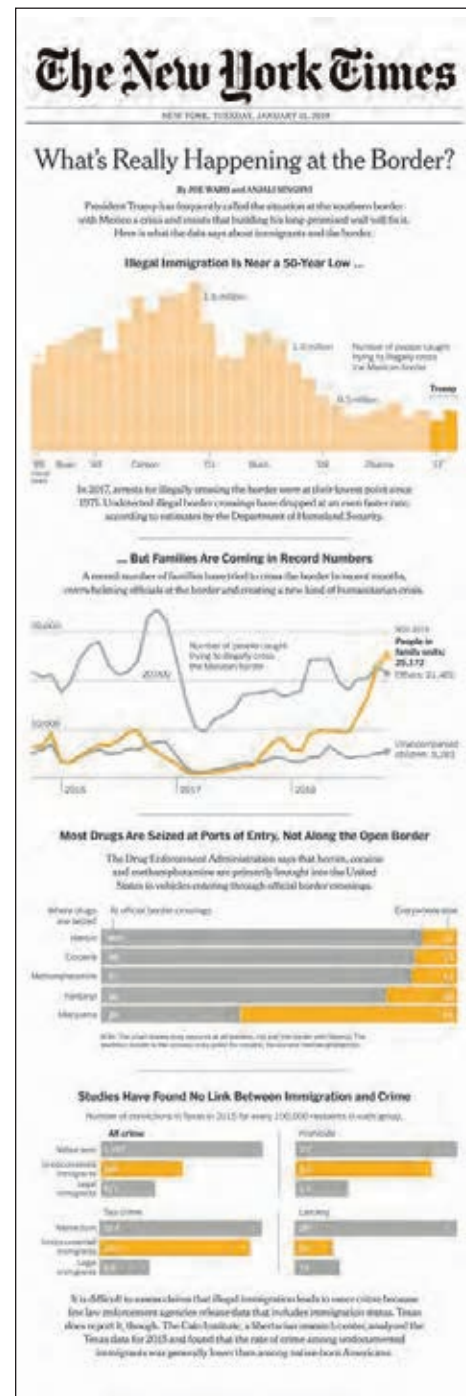 The New York Times
NEW YORK, TUESDAY, JANUARY 2019
What's Really Happening at the Border?
By JOE WARD and ANJALI SINGHVI
President Trump has frequently called the situation at the southern border
with Mexico a crisis and insists that building his long-promised wall will fix it.
Here is what the data says about immigrants and the border.
Illegal Immigration Is Near a 50-Year Low ...
1.6 million
1.0 million
Number of people caught
trying to illegally cross
the Mexican border
0.5 million
Trump
Clinton
Bush
Obama
In 2017, arrests for illegally crossing the border were at their lowest point since
1971. Undetected illegal border crossings have dropped at an even faster rate,
according to estimates by the Department of Homeland Security.
... But Families Are Coming in Record Numbers
A record number of families have tried to cross the border in recent months,
overwhelming officials at the border and creating a new kind of humanitarian crisis.
30,000
Number of people caught
trying to illegally cross
the Mexican border
People in
family units:
25,172
Others:
20,000
10,000
Unaccompanied
children:
2016
2017
2018
Most Drugs Are Seized at Ports of Entry, Not Along the Open Border
The Drug Enforcement Administration says that heroin, cocaine
and methamphetamine are primarily brought into the United
States in vehicles entering through official border crossings.
Where drugs
are seized
At official border crossings
Everywhere else
Heroin
Cocaine
Methamphetamine
Fentanyl
Marijuana
Studies Have Found No Link Between Immigration and Crime
Number of convictions in Texas in 2015 for every 100,000 residents in each group.
All crime
Homicide
Native-born
Undocumented
immigrants
Legal
immigrants
Sex crime
Larceny
Native-born
Undocumented
immigrants
Legal
immigrants
It is difficult to assess claims that illegal immigration leads to more crime because
few law enforcement agencies release data that includes immigration status. Texas
does report it, though. The Cato Institute, a libertarian research center, analyzed the
Texas data for 2015 and found that the rate of crime among undocumented
immigrants was generally lower than among native-born Americans.